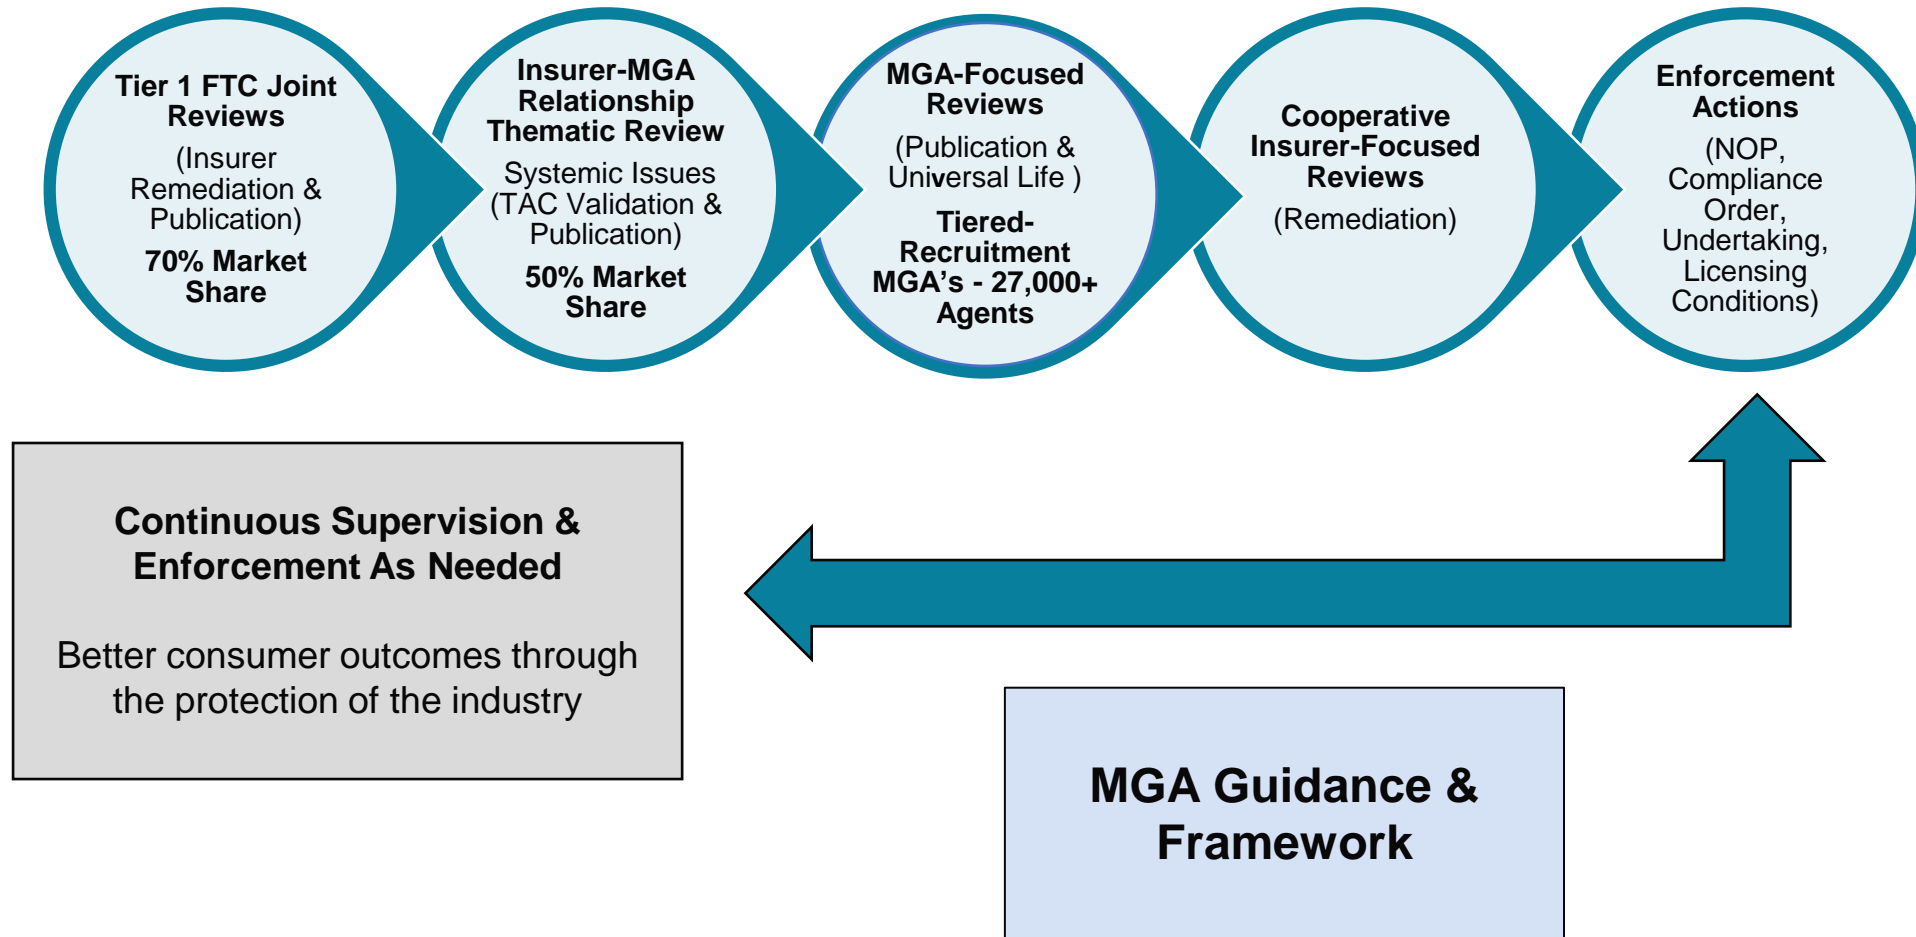 Tier 1 FTC Joint
Reviews
(Insurer
Remediation &
Publication)
70% Market
Share
Insurer-MGA
Relationship
Thematic Review
Systemic Issues
(TAC Validation &
Publication)
50% Market
Share
MGA-Focused
Reviews
(Publication &
Universal Life )
Tiered-
Recruitment
MGA's - 27,000+
Agents
Cooperative
Insurer-Focused
Reviews
(Remediation)
Enforcement
Actions
(NOP,
Compliance
Order,
Undertaking,
Licensing
Conditions)
Continuous Supervision &
Enforcement As Needed
Better consumer outcomes through
the protection of the industry
MGA Guidance &
Framework